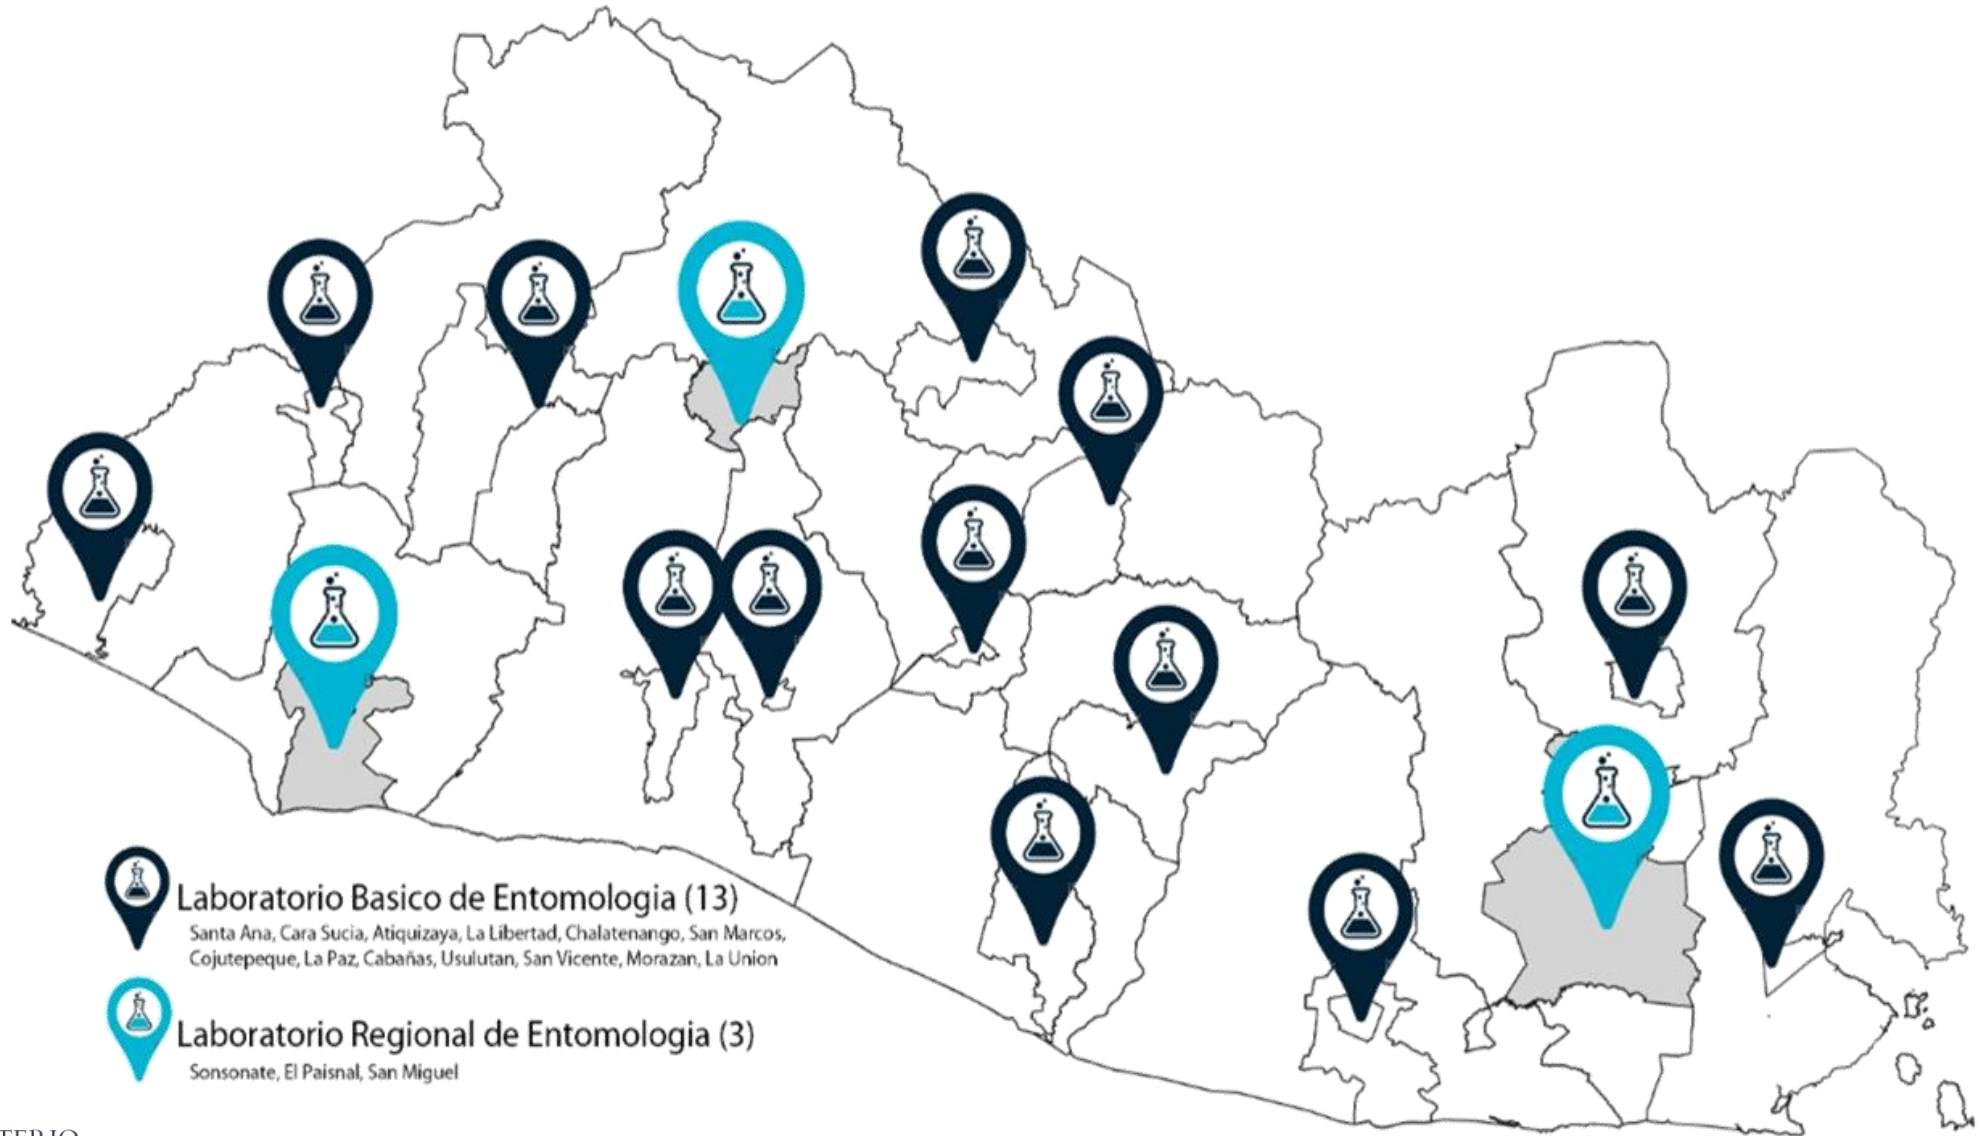 Laboratorio Basico de Entomologia (13)
Santa Ana, Cara Sucia, Atiquizaya, La Libertad, Chalatenango, San Marcos,
Cojutepeque, La Paz, Cabañas, Usulutan, San Vicente, Morazan, La Union
Laboratorio Regional de Entomologia (3)
Sonsonate, El Paisnal, San Miguel